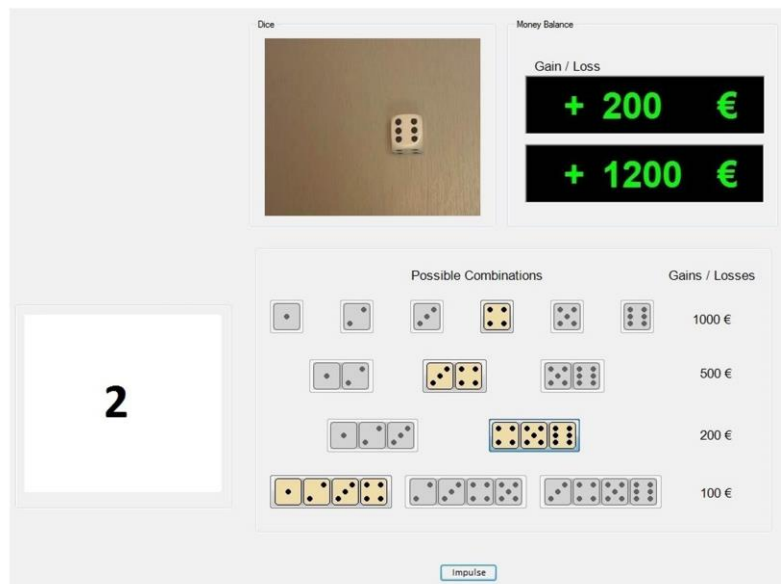 Dice
Money Balance
Gain / Loss
+ 200 €
+ 1200 €
Possible Combinations
Gains / Losses
1000 €
500 €
2
200 €
100 €
Impulse